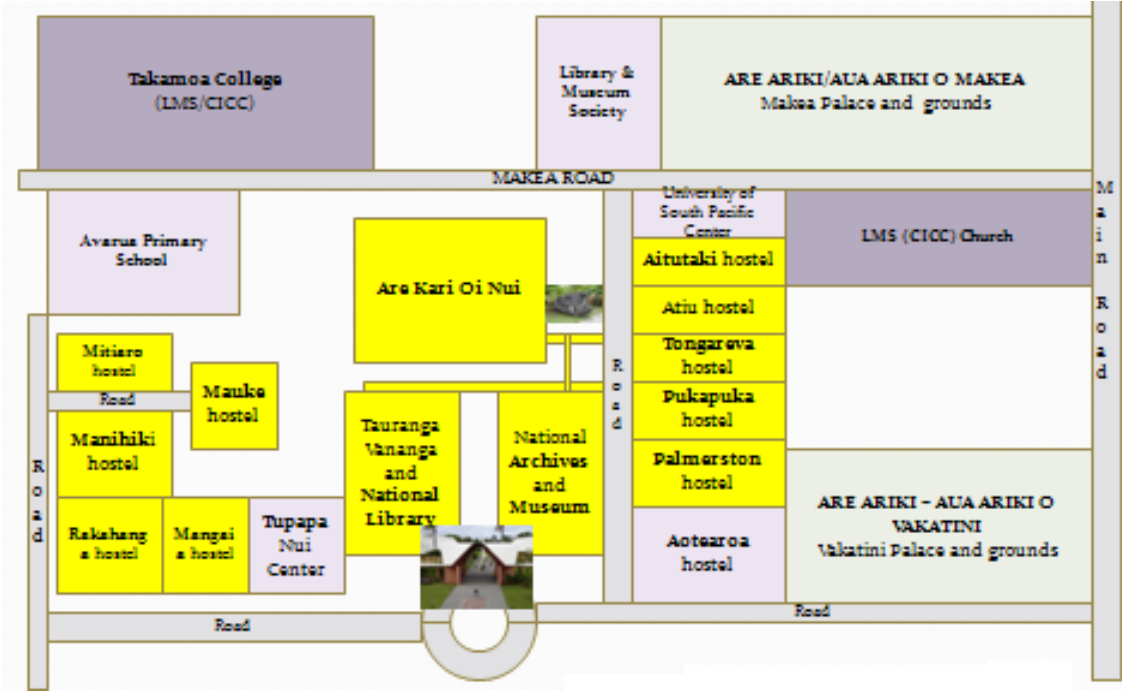 Takamoa College
(LMS/CICC)
Library &
Museum
Society
ARE ARIKI/AUA ARIKI O MAKEA
Makea Palace and grounds
MAKEA ROAD
Main Road
Avarua Primary
School
Are Kari Oi Nui
University of
South Pacific
Center
LMS (CICC) Church
Aitutaki hostel
Atiu hostel
Tongareva
hostel
Pukapuka
hostel
Palmerston
hostel
Aotearoa
hostel
Road
Mitiaro
hostel
Road
Mauke
hostel
Manihiki
hostel
Road
Rakahang
a hostel
Mangai
a hostel
Tupapa
Nui
Center
Tauranga
Vananga
and
National
Library
National
Archives
and
Museum
ARE ARIKI – AUA ARIKI O
VAKATINI
Vakatini Palace and grounds
Road
Road